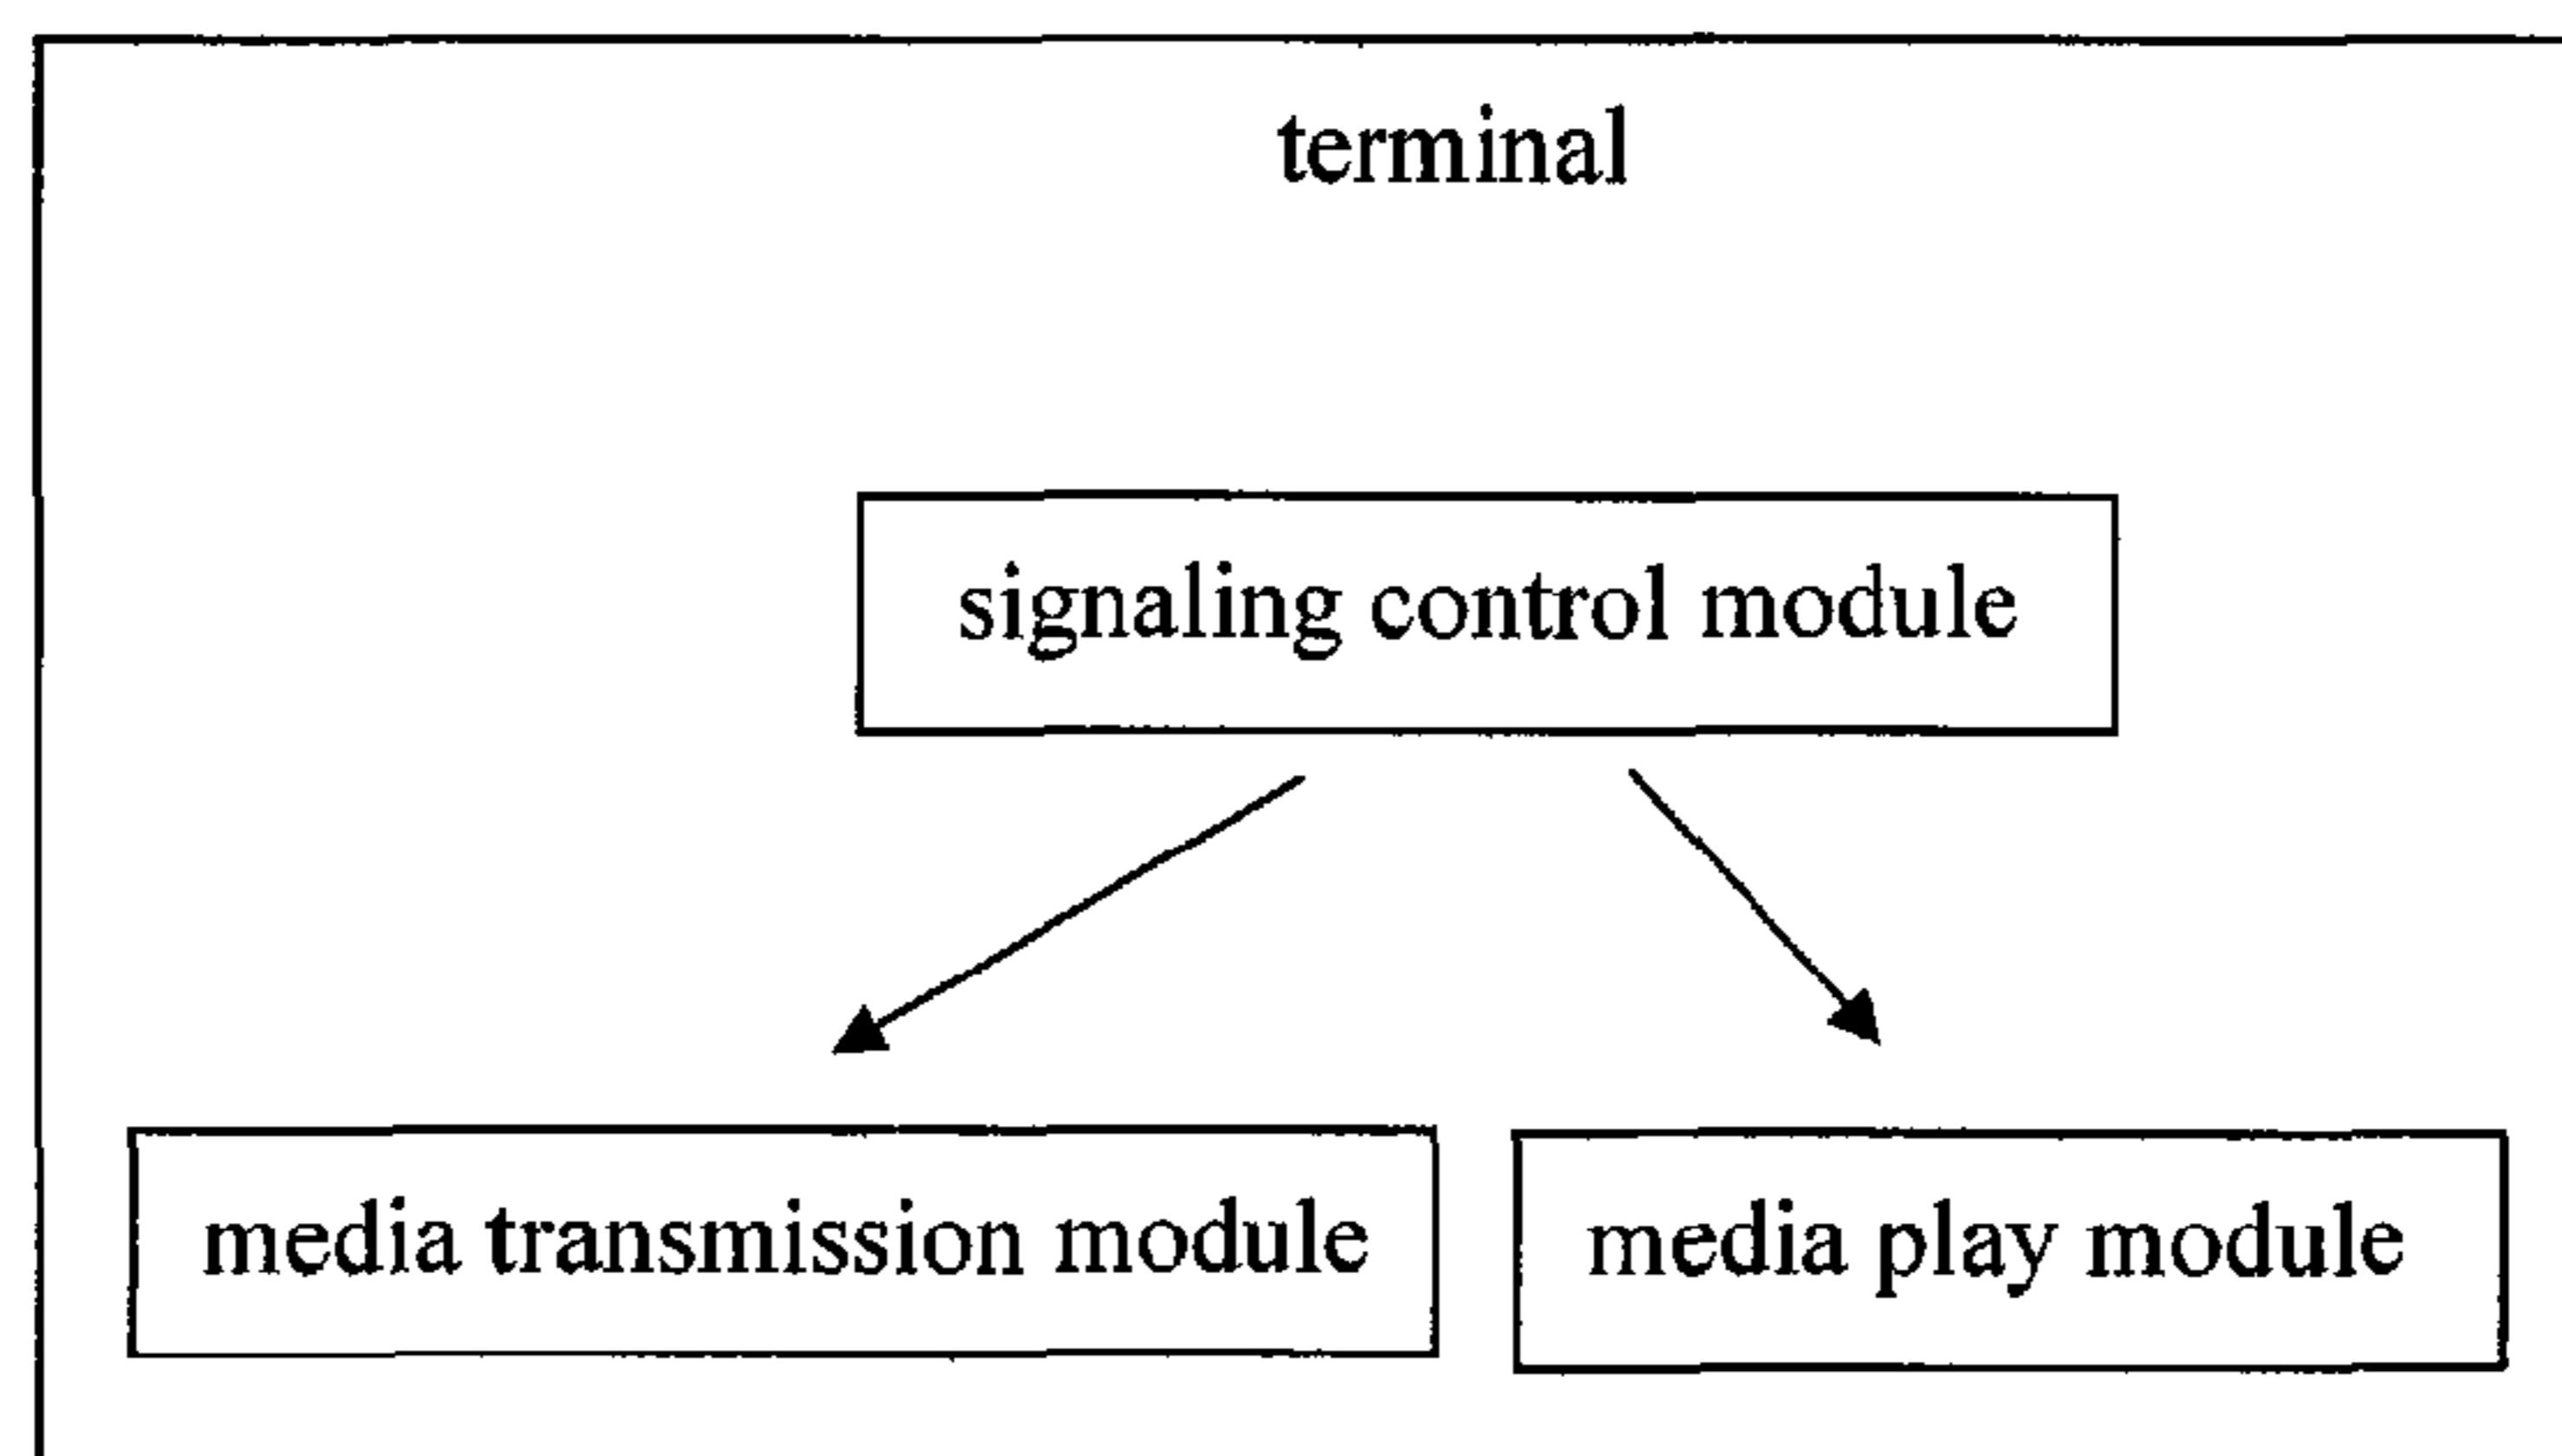 terminal
signaling control module
media transmission module
media play module